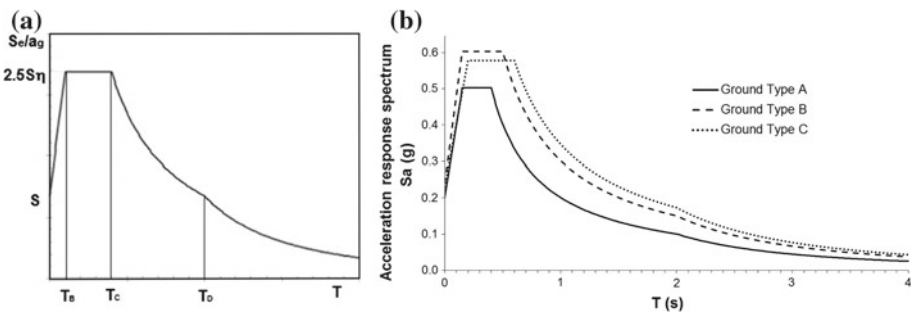 (a)
Se/ag
2.5Sη
S
TB
TC
TD
T
(b)
Acceleration response spectrum
Sa (g)
0.6
0.5
0.4
0.3
0.2
0.1
0.0
0
1
2
3
4
T (s)
Ground Type A
Ground Type B
Ground Type C